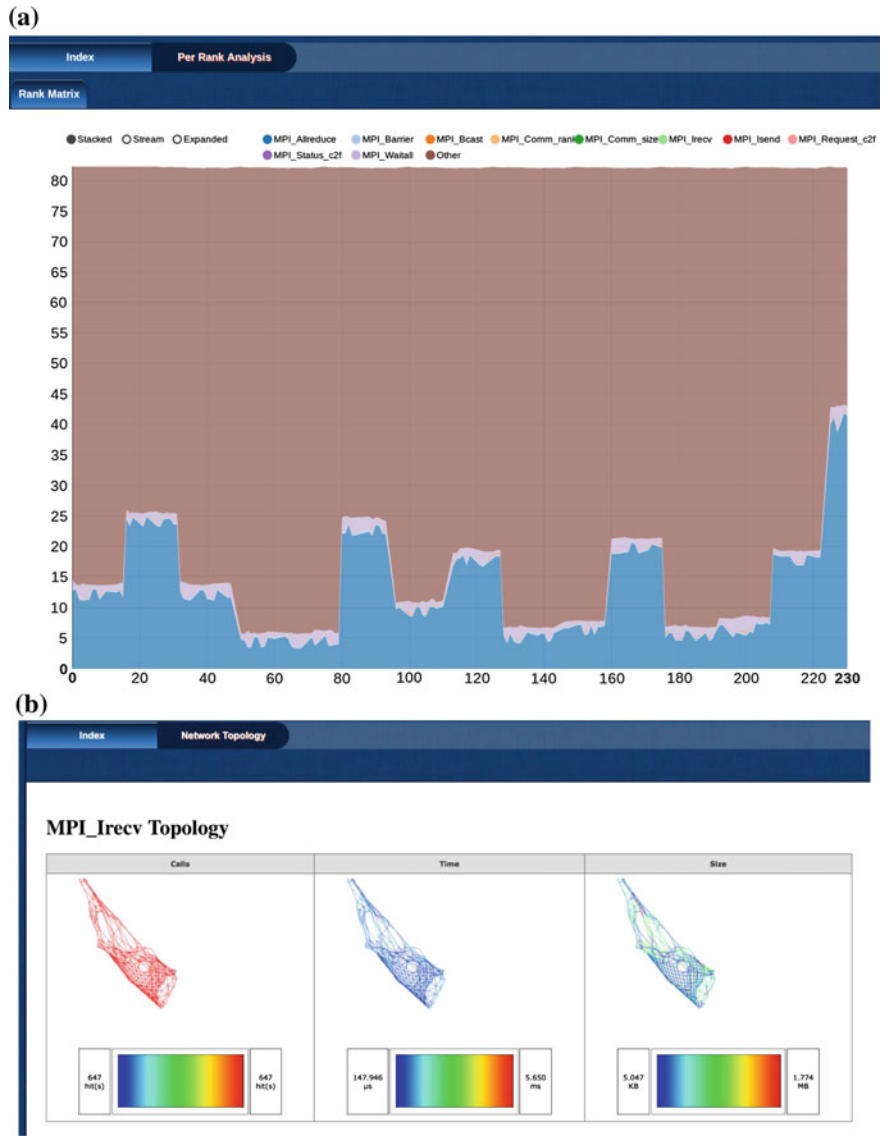 (a)
Index Per Rank Analysis
Rank Matrix
Stacked Stream Expanded MPI_Allreduce MPI_Barrier MPI_Bcast MPI_Comm_rank MPI_Comm_size MPI_Irecv MPI_Isend MPI_Request_c2f
MPI_Status_c2f MPI_Waitall Other
80
75
70
65
60
55
50
45
40
35
30
25
20
15
10
5
0
0 20 40 60 80 100 120 140 160 180 200 220 230
(b)
Index Network Topology
MPI_Irecv Topology
Calls Time Size
647 hit(s) 647 hit(s) 147.946 µs 5.650 ms 5.047 KB 1.774 MB